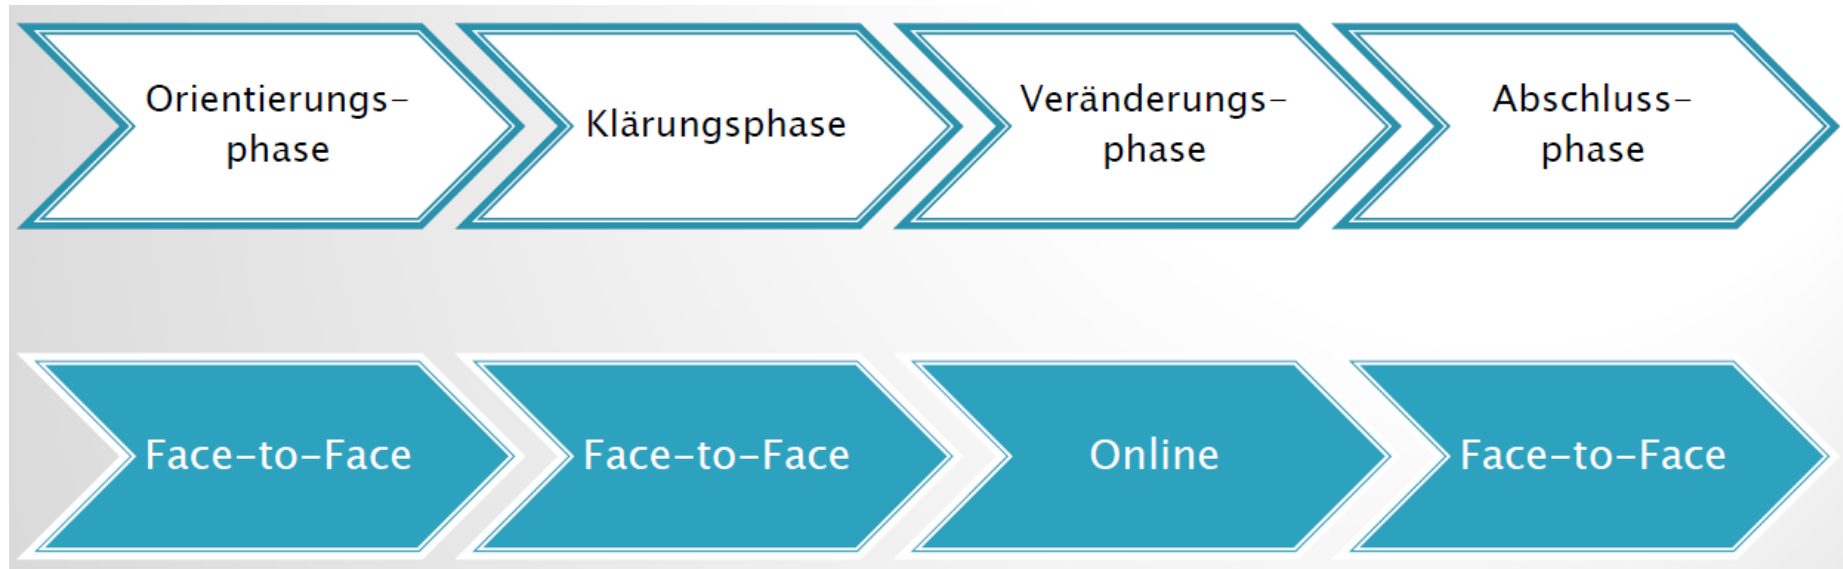 Orientierungs-
phase
Klärungsphase
Veränderungs-
phase
Abschluss-
phase
Face-to-Face
Face-to-Face
Online
Face-to-Face